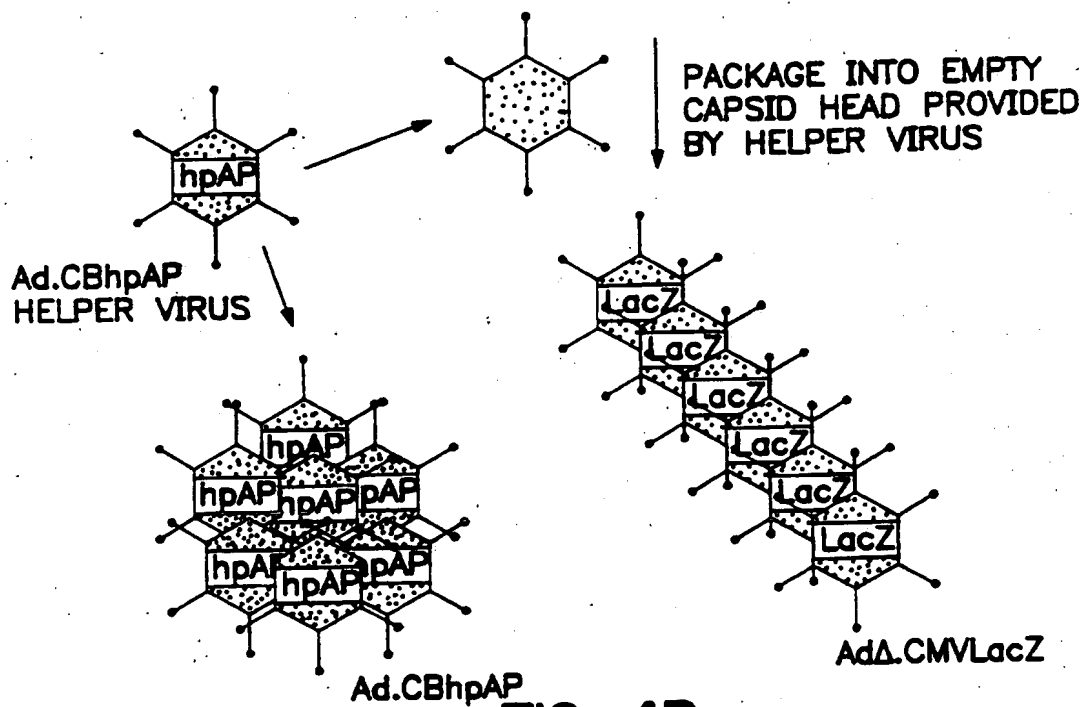 PACKAGE INTO EMPTY
CAPSID HEAD PROVIDED
BY HELPER VIRUS
hpAP
Ad.CBhpAP
HELPER VIRUS
LacZ
LacZ
LacZ
LacZ
LacZ
LacZ
hpAP
hpAP
hpAP
pAP
hpAP
hpAP
pAP
Ad.CBhpAP
AdΔ.CMVLacZ